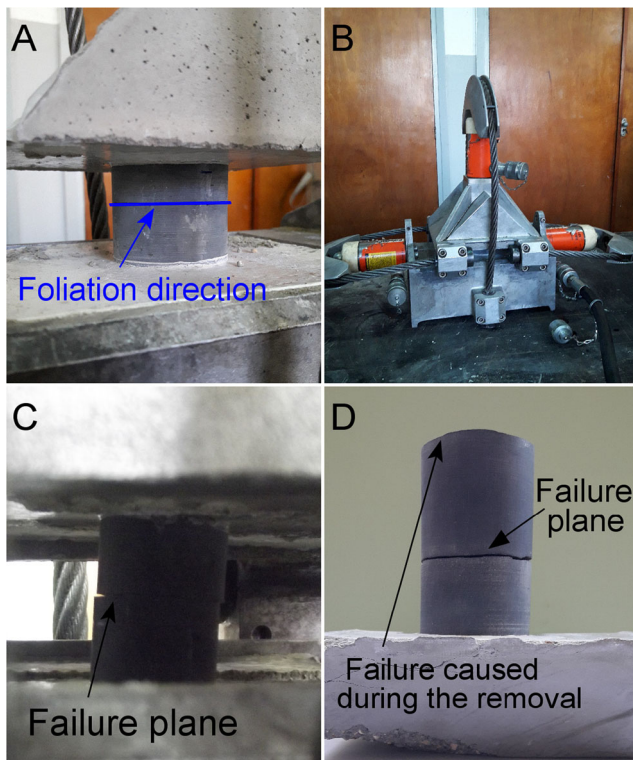 A
Foliation direction
B
C
Failure plane
D
Failure
plane
Failure caused
during the removal